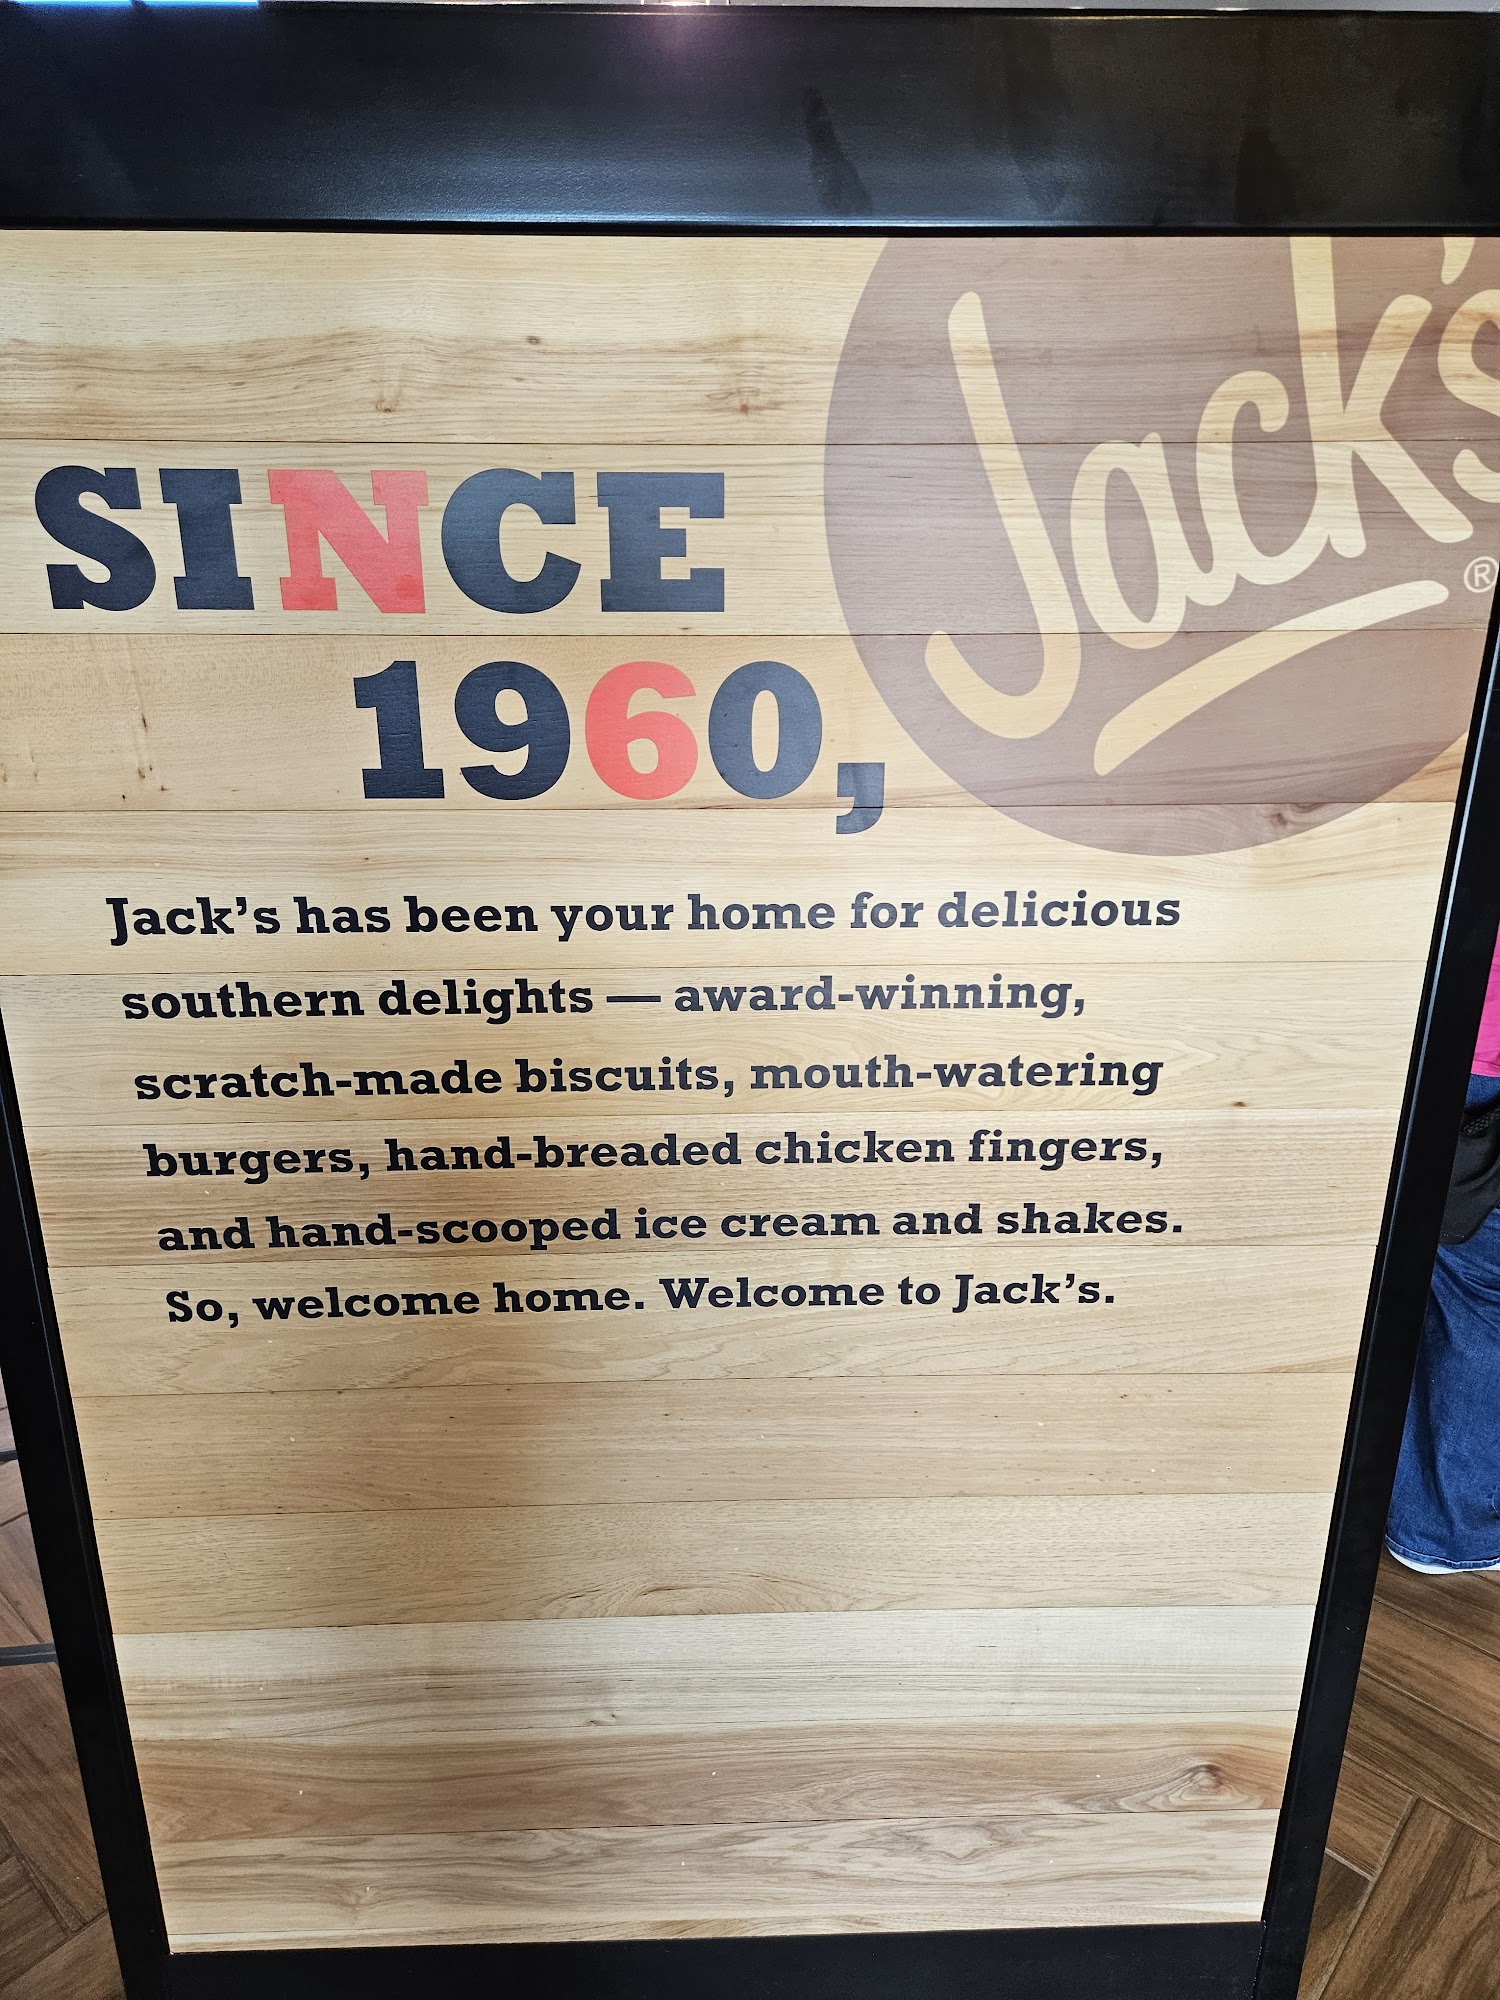 Jack's®
SINCE
1960,
Jack's has been your home for delicious
southern delights — award-winning,
scratch-made biscuits, mouth-watering
burgers, hand-breaded chicken fingers,
and hand-scooped ice cream and shakes.
So, welcome home. Welcome to Jack's.